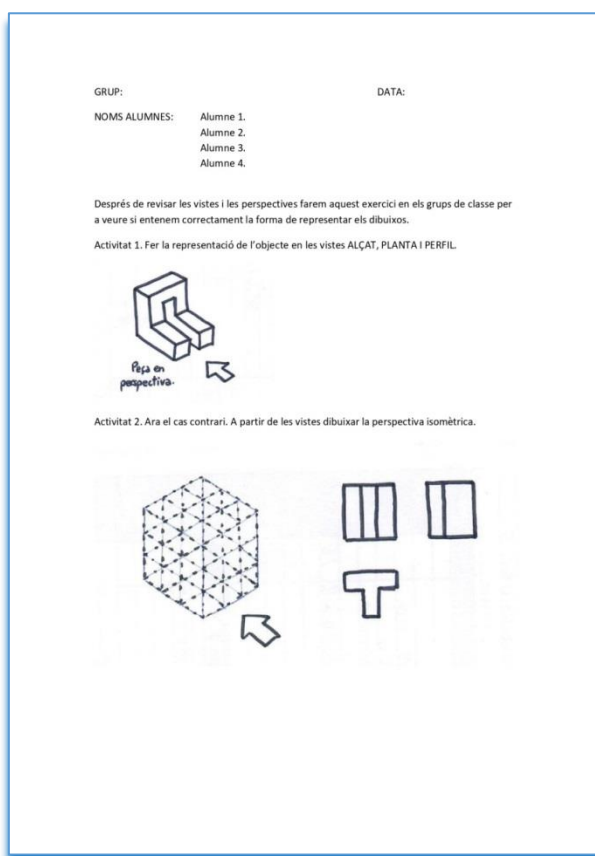 GRUP: DATA:
NOMS ALUMNES: Alumne 1.
Alumne 2.
Alumne 3.
Alumne 4.
Després de revisar les vistes i les perspectives farem aquest exercici en els grups de classe per
a veure si entenem correctament la forma de representar els dibuixos.
Activitat 1. Fer la representació de l'objecte en les vistes ALÇAT, PLANTA I PERFIL.
Peça en
perspectiva.
Activitat 2. Ara el cas contrari. A partir de les vistes dibuixar la perspectiva isomètrica.